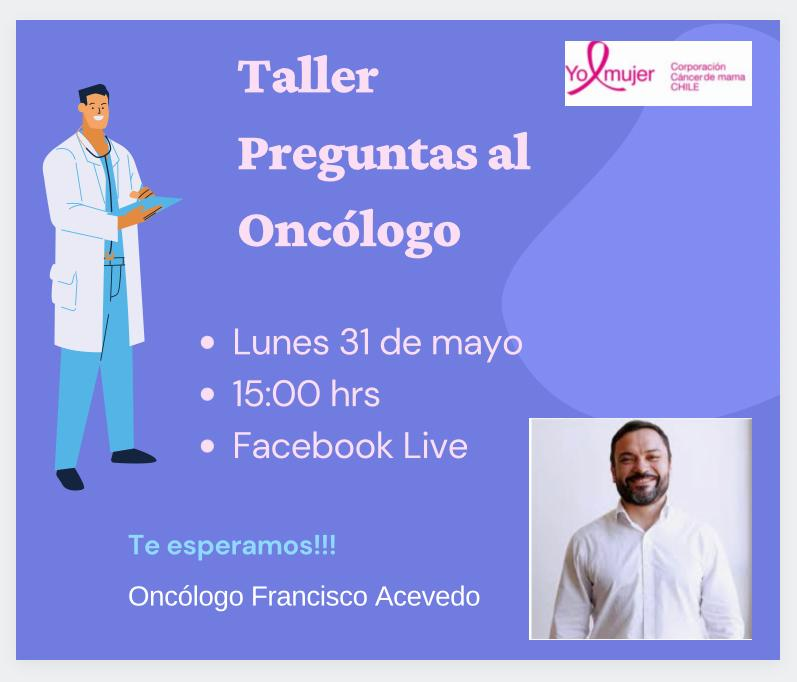 Taller
Preguntas al
Oncólogo
Yo mujer
Corporación
Cáncer de mama
CHILE
Lunes 31 de mayo
15:00 hrs
Facebook Live
Te esperamos!!!
Oncólogo Francisco Acevedo